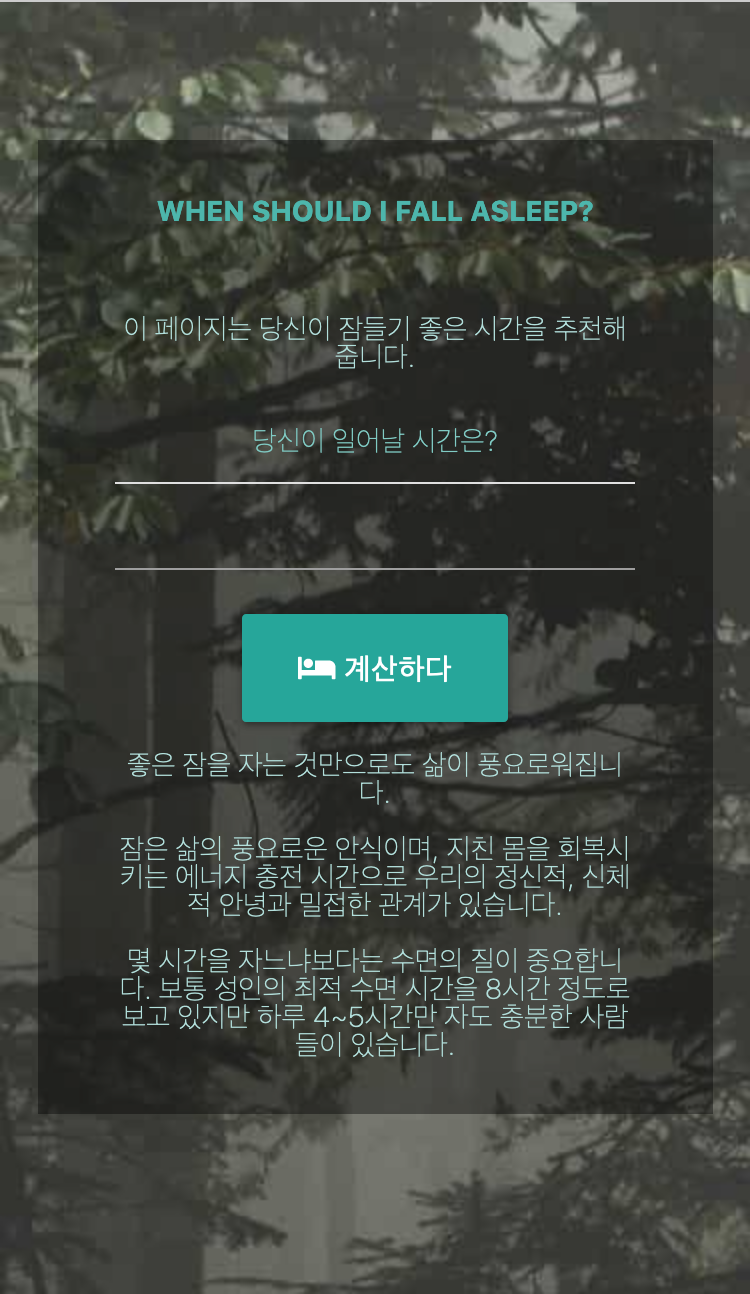 WHEN SHOULD I FALL ASLEEP?
이 페이지는 당신이 잠들기 좋은 시간을 추천해
줍니다.
당신이 일어날 시간은?
계산하다
좋은 잠을 자는 것만으로도 삶이 풍요로워집니
다.
잠은 삶의 풍요로운 안식이며, 지친 몸을 회복시
키는 에너지 충전 시간으로 우리의 정신적, 신체
적 안녕과 밀접한 관계가 있습니다.
몇 시간을 자느냐보다는 수면의 질이 중요합니
다. 보통 성인의 최적 수면 시간을 8시간 정도로
보고 있지만 하루 4~5시간만 자도 충분한 사람
들이 있습니다.